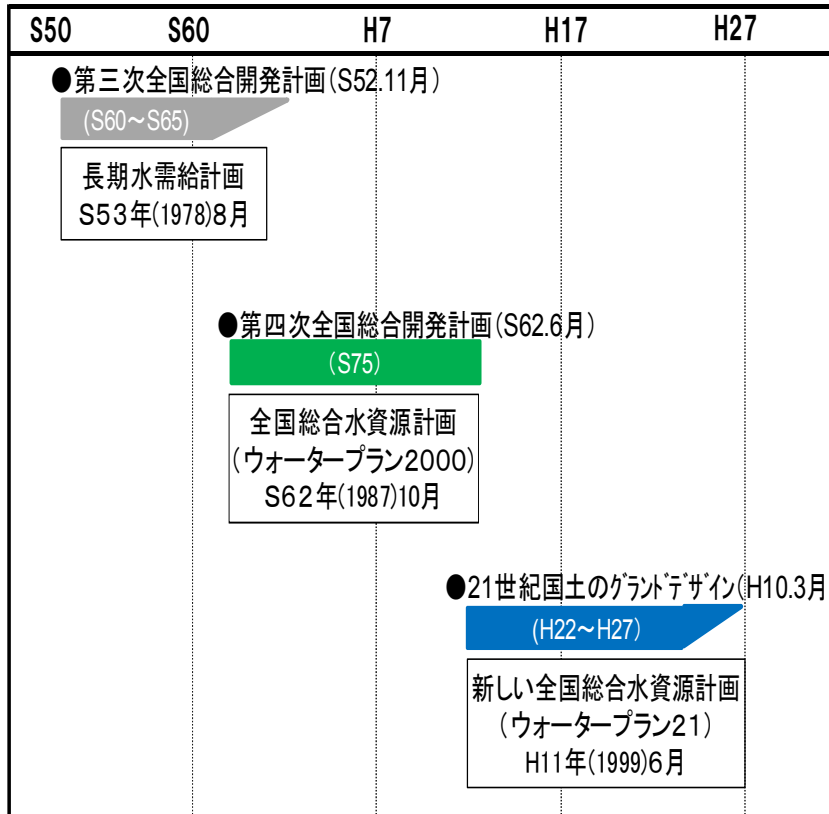 S50 S60 H7 H17 H27
●第三次全国総合開発計画(S52.11月)
(S60～S65)
長期水需給計画
S53年(1978)8月
●第四次全国総合開発計画(S62.6月)
(S75)
全国総合水資源計画
(ウォータープラン2000)
S62年(1987)10月
●21世紀国土のｸﾞﾗﾝﾄﾞﾃﾞｻﾞｲﾝ(H10.3月
(H22～H27)
新しい全国総合水資源計画
(ウォータープラン21)
H11年(1999)6月